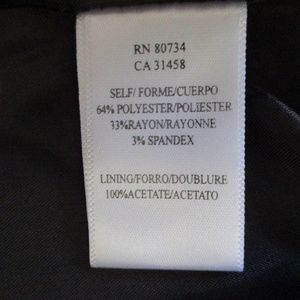 RN 80734
CA 31458
SELF/ FORME/CUERPO
64% POLYESTER/POLIESTER
33%RAYON/RAYONNE
3% SPANDEX
LINING/FORRO/DOUBLURE
100%ACETATE/ACETATO